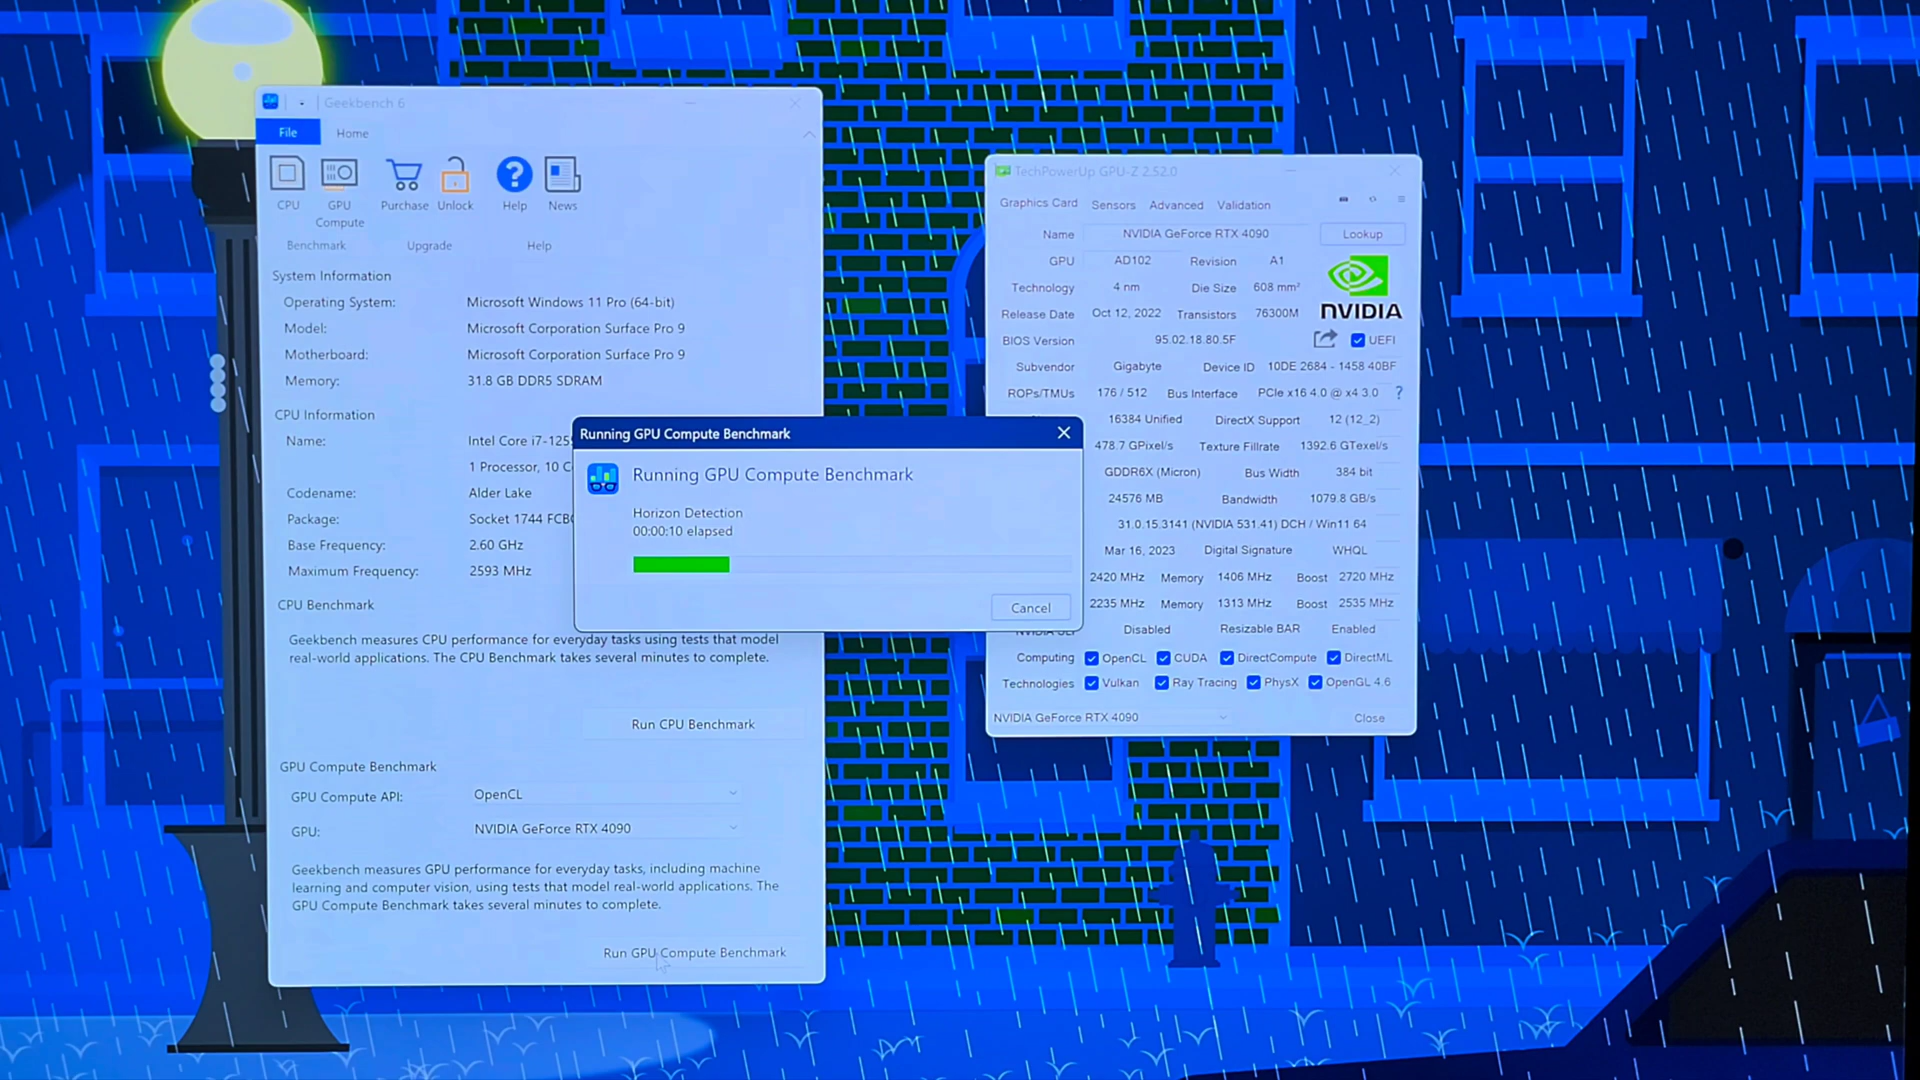 Geekbench 6
File
Home
CPU
GPU Compute
Purchase
Unlock
Help
News
Benchmark
Upgrade
Help
System Information
Operating System: Microsoft Windows 11 Pro (64-bit)
Model: Microsoft Corporation Surface Pro 9
Motherboard: Microsoft Corporation Surface Pro 9
Memory: 31.8 GB DDR5 SDRAM
CPU Information
Name: Intel Core i7-125
1 Processor, 10 C
Codename: Alder Lake
Package: Socket 1744 FCB
Base Frequency: 2.60 GHz
Maximum Frequency: 2593 MHz
CPU Benchmark
Geekbench measures CPU performance for everyday tasks using tests that model
real-world applications. The CPU Benchmark takes several minutes to complete.
Run CPU Benchmark
GPU Compute Benchmark
GPU Compute API: OpenCL
GPU: NVIDIA GeForce RTX 4090
Geekbench measures GPU performance for everyday tasks, including machine
learning and computer vision, using tests that model real-world applications. The
GPU Compute Benchmark takes several minutes to complete.
Run GPU Compute Benchmark
Running GPU Compute Benchmark
Running GPU Compute Benchmark
Horizon Detection
00:00:10 elapsed
Cancel
TechPowerUp GPU-Z 2.52.0
Graphics Card Sensors Advanced Validation
Name NVIDIA GeForce RTX 4090 Lookup
GPU AD102 Revision A1
Technology 4 nm Die Size 608 mm²
Release Date Oct 12, 2022 Transistors 76300M
NVIDIA
BIOS Version 95.02.18.80.5F UEFI
Subvendor Gigabyte Device ID 10DE 2684 - 1458 40BF
ROPs/TMUs 176 / 512 Bus Interface PCIe x16 4.0 @ x4 3.0 ?
16384 Unified DirectX Support 12 (12_2)
478.7 GPixel/s Texture Fillrate 1392.6 GTexel/s
GDDR6X (Micron) Bus Width 384 bit
24576 MB Bandwidth 1079.8 GB/s
31.0.15.3141 (NVIDIA 531.41) DCH / Win11 64
Mar 16, 2023 Digital Signature WHQL
2420 MHz Memory 1406 MHz Boost 2720 MHz
2235 MHz Memory 1313 MHz Boost 2535 MHz
NVIDIA SLI Disabled Resizable BAR Enabled
Computing OpenCL CUDA DirectCompute DirectML
Technologies Vulkan Ray Tracing PhysX OpenGL 4.6
NVIDIA GeForce RTX 4090 Close